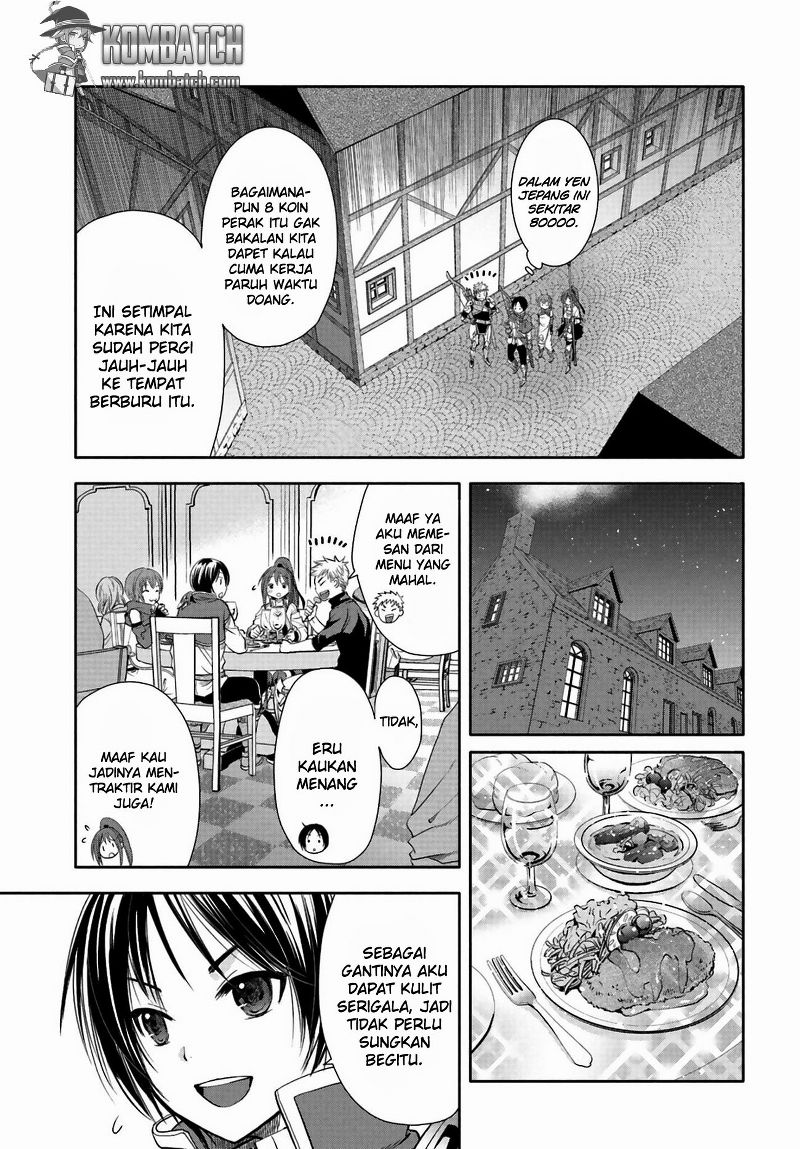 KOMBATCH
www.kombatch.com
DALAM YEN
JEPANG INI
SEKITAR
80000.
BAGAIMANA-
PUN 8 KOIN
PERAK ITU GAK
BAKALAN KITA
DAPET KALAU
CUMA KERJA
PARUH WAKTU
DOANG.
INI SETIMPAL
KARENA KITA
SUDAH PERGI
JAUH-JAUH
KE TEMPAT
BERBURU ITU.
MAAF YA
AKU MEME-
SAN DARI
MENU YANG
MAHAL.
TIDAK,
ERU
KAUKAN
MENANG
...
MAAF KAU
JADINYA MEN-
TRAKTIR KAMI
JUGA!
SEBAGAI
GANTINYA AKU
DAPAT KULIT
SERIGALA, JADI
TIDAK PERLU
SUNGKAN
BEGITU.